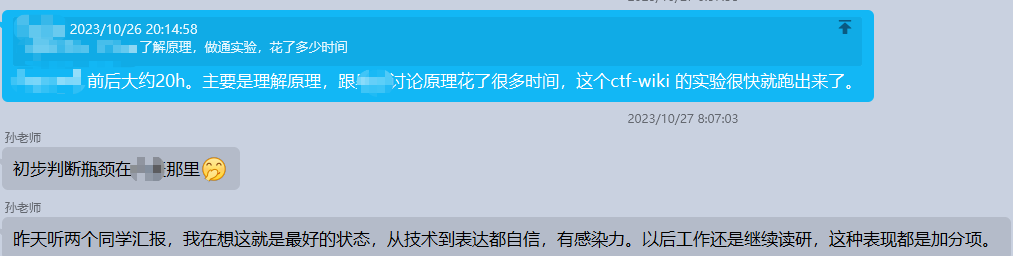 2023/10/26 20:14:58
了解原理，做通实验，花了多少时间
前后大约20h。主要是理解原理，跟讨论原理花了很多时间，这个ctf-wiki 的实验很快就跑出来了。
2023/10/27 8:07:03
孙老师
初步判断瓶颈在那里
孙老师
昨天听两个同学汇报，我在想这就是最好的状态，从技术到表达都自信，有感染力。以后工作还是继续读研，这种表现都是加分项。